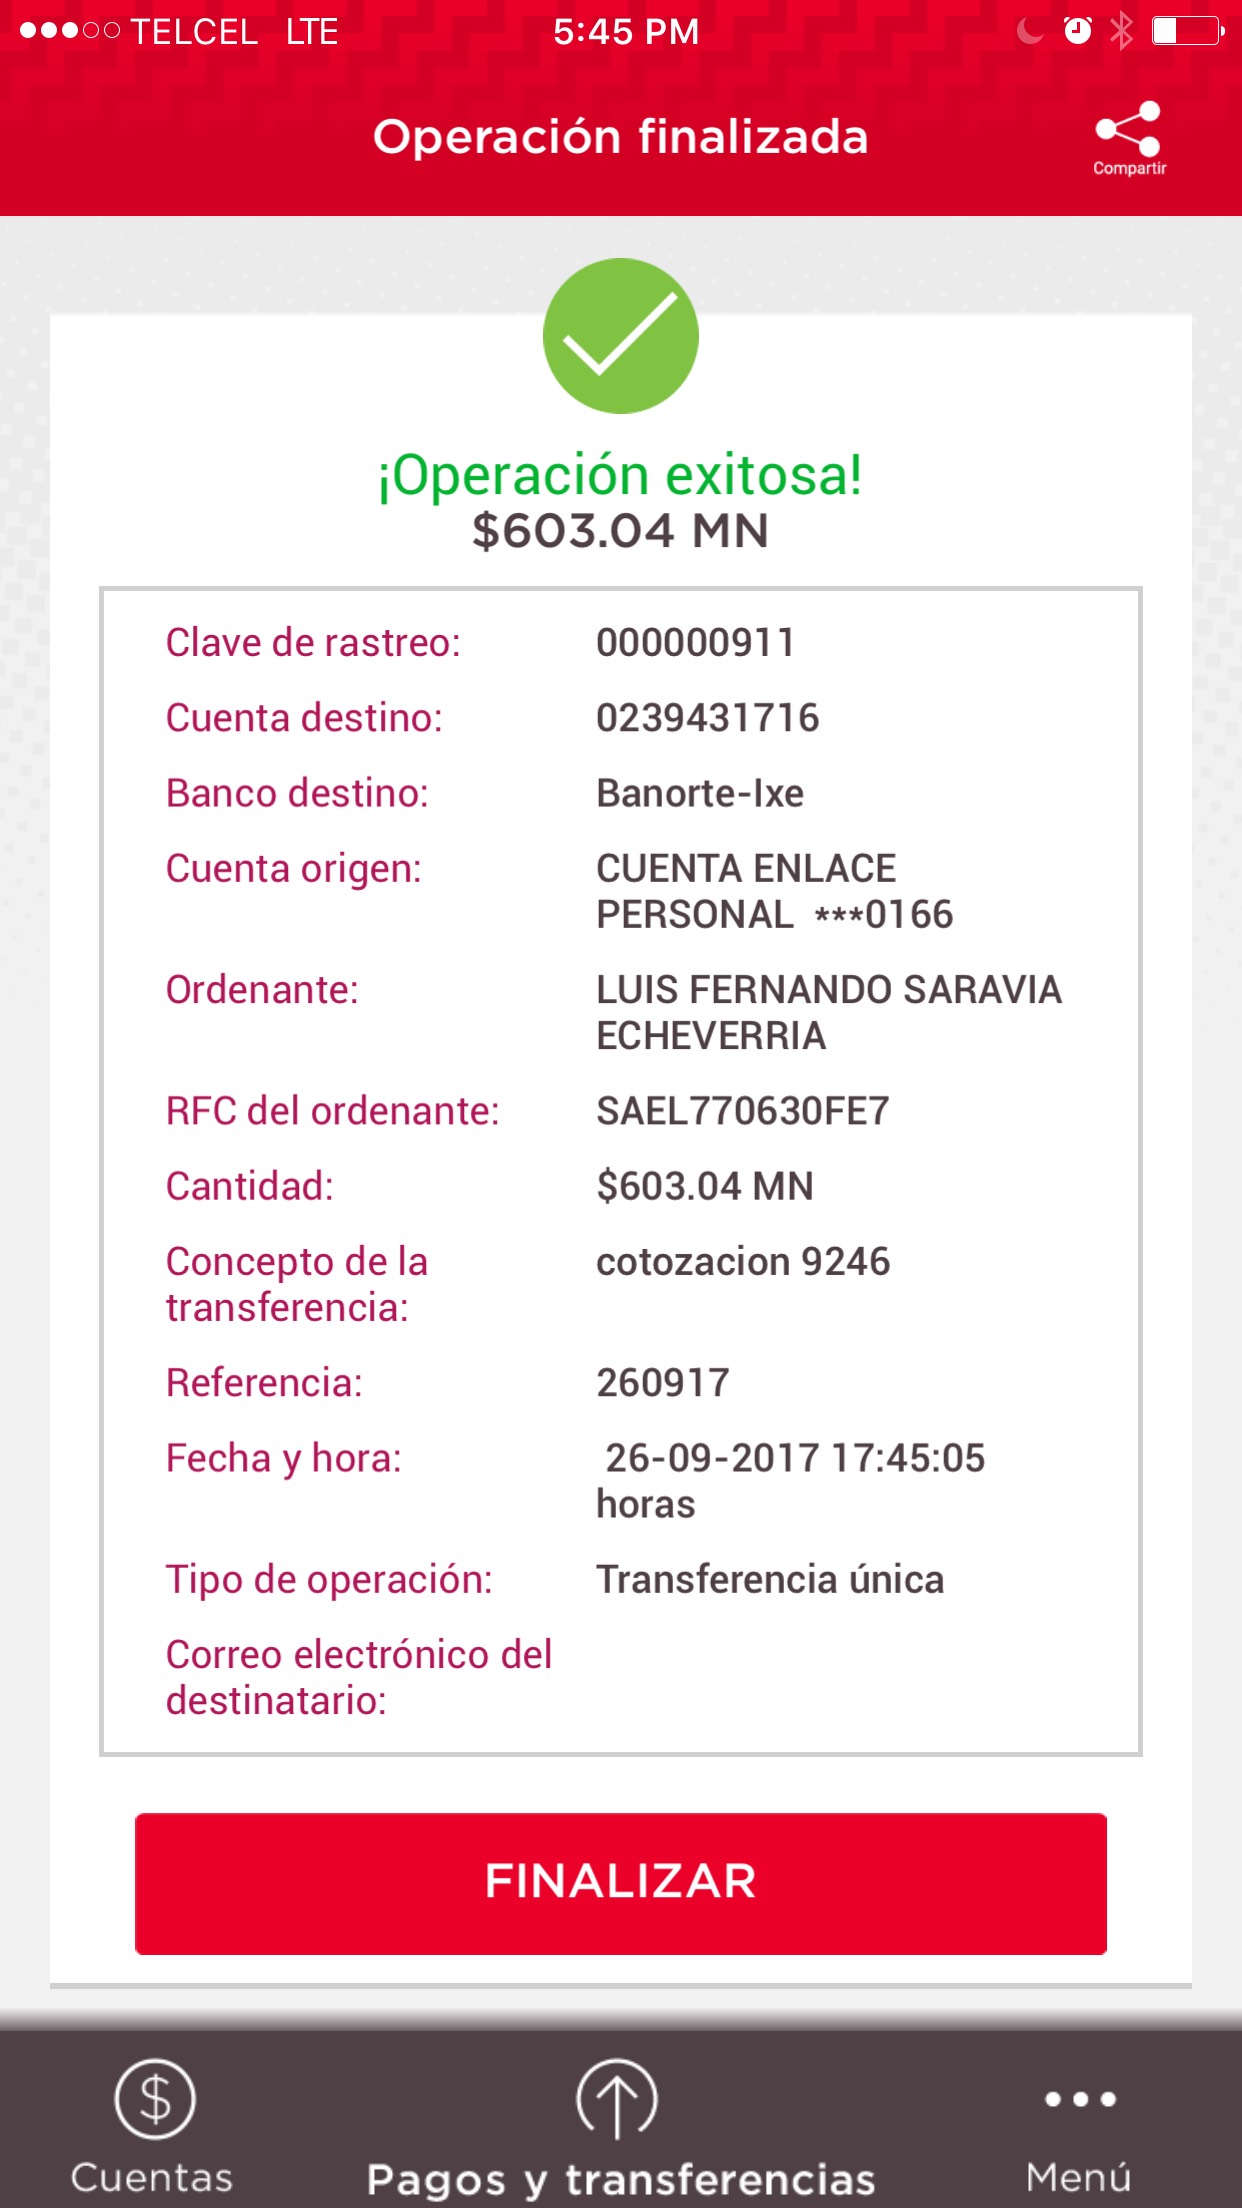 TELCEL LTE 5:45 PM
Operación finalizada
Compartir
¡Operación exitosa!
$603.04 MN
Clave de rastreo: 000000911
Cuenta destino: 0239431716
Banco destino: Banorte-Ixe
Cuenta origen: CUENTA ENLACE
PERSONAL ***0166
Ordenante: LUIS FERNANDO SARAVIA
ECHEVERRIA
RFC del ordenante: SAEL770630FE7
Cantidad: $603.04 MN
Concepto de la cotozacion 9246
transferencia:
Referencia: 260917
Fecha y hora: 26-09-2017 17:45:05
horas
Tipo de operación: Transferencia única
Correo electrónico del
destinatario:
FINALIZAR
Cuentas Pagos y transferencias Menú